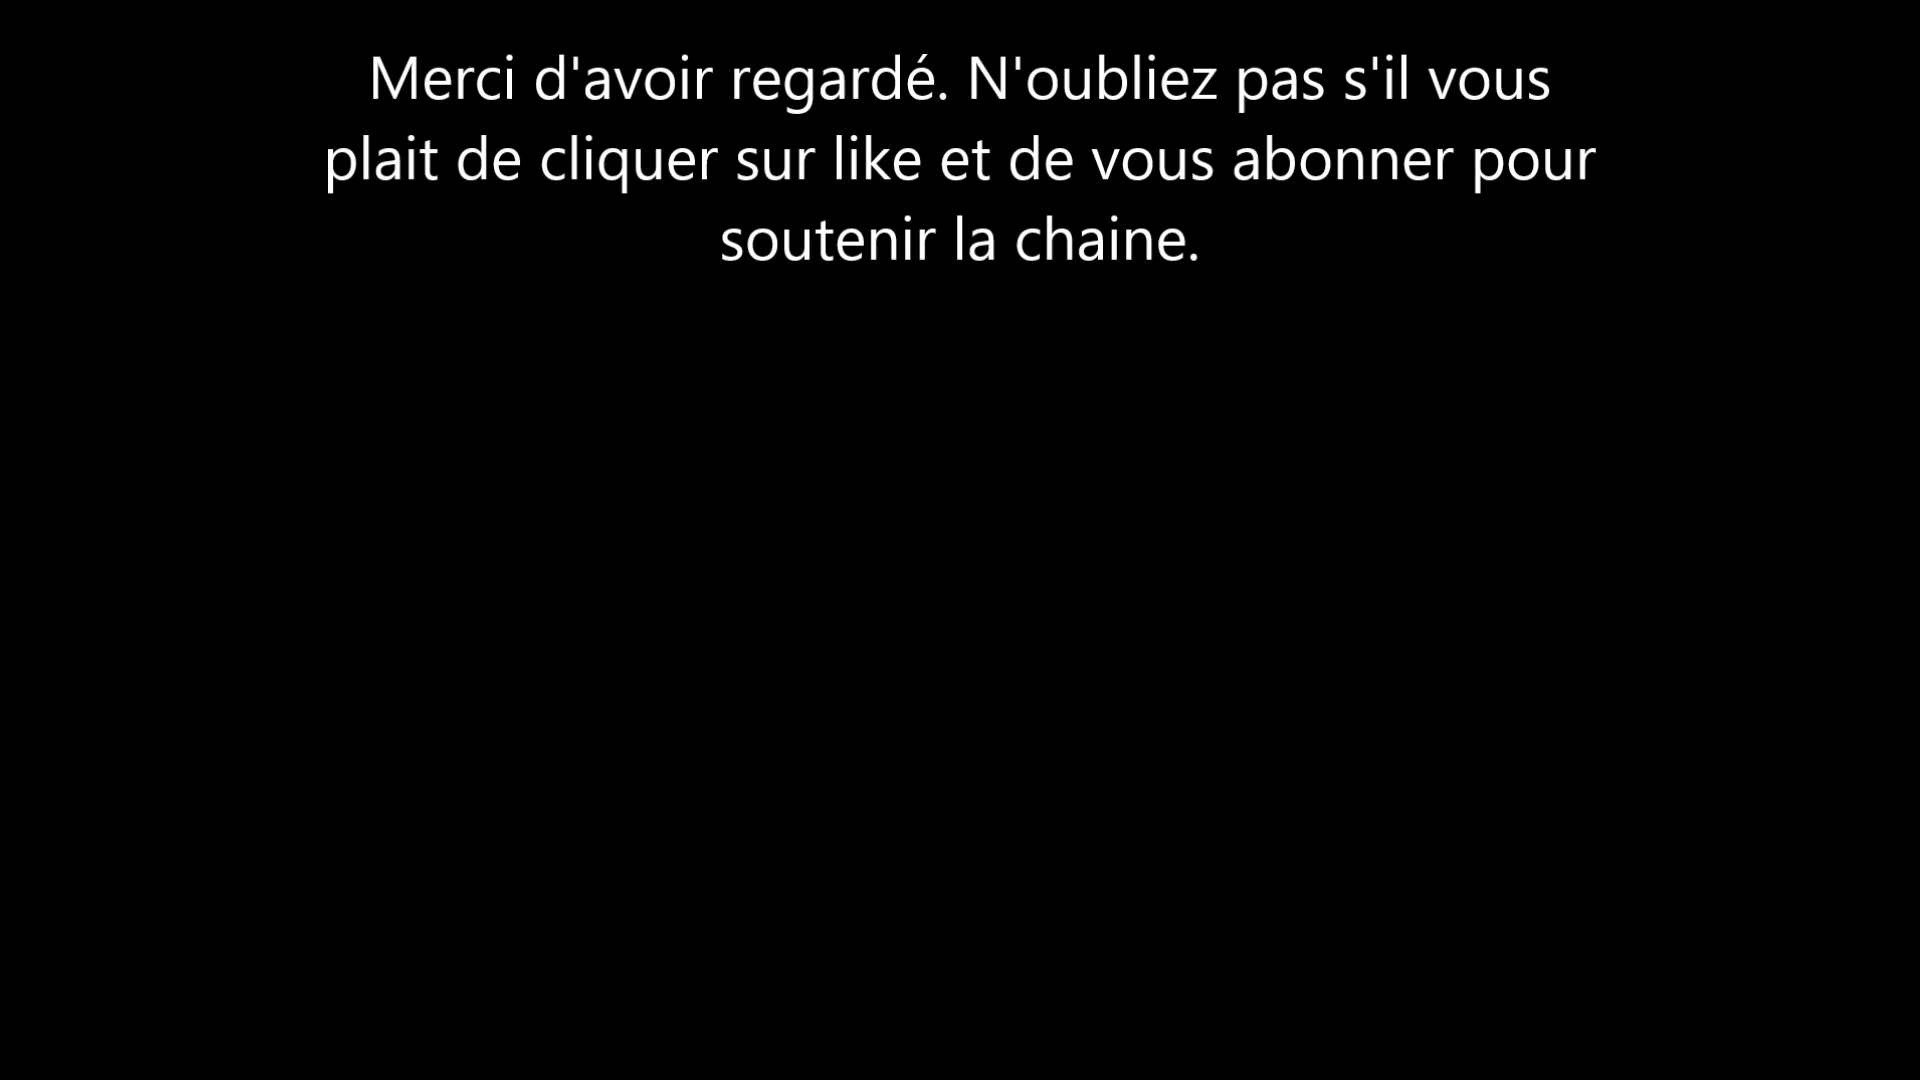 Merci d'avoir regardé. N'oubliez pas s'il vous
plait de cliquer sur like et de vous abonner pour
soutenir la chaine.